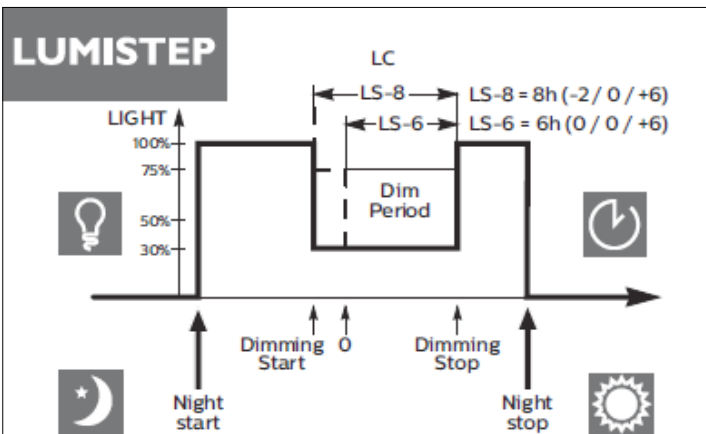 LUMISTEP
LC
LS-8
LS-8 = 8h (-2 / 0 / +6)
LIGHT
LS-6
LS-6 = 6h (0 / 0 / +6)
100%
75%
Dim
Period
50%
30%
Dimming
Start
0
Dimming
Stop
Night
start
Night
stop